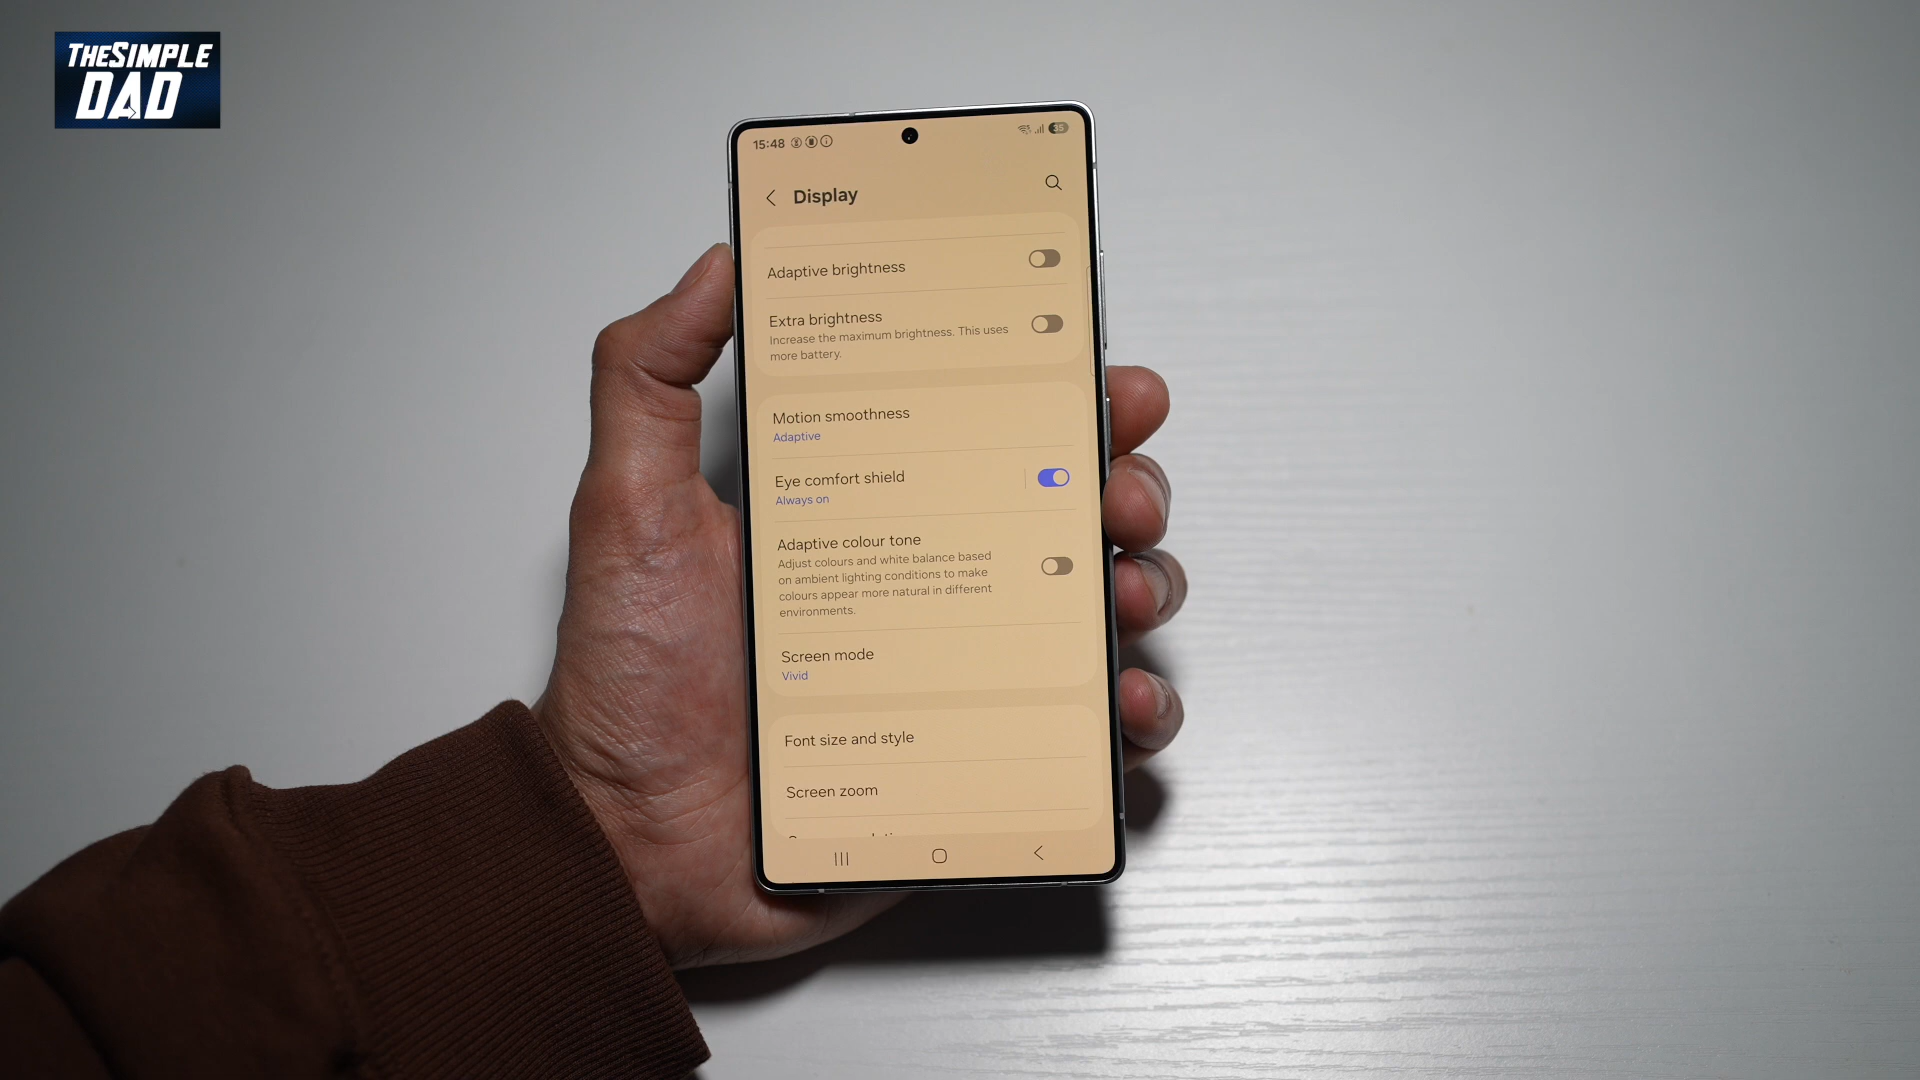 THESIMPLE
DAD
15:48
35
Display
Adaptive brightness
Extra brightness
Increase the maximum brightness. This uses
more battery.
Motion smoothness
Adaptive
Eye comfort shield
Always on
Adaptive colour tone
Adjust colours and white balance based
on ambient lighting conditions to make
colours appear more natural in different
environments.
Screen mode
Vivid
Font size and style
Screen zoom